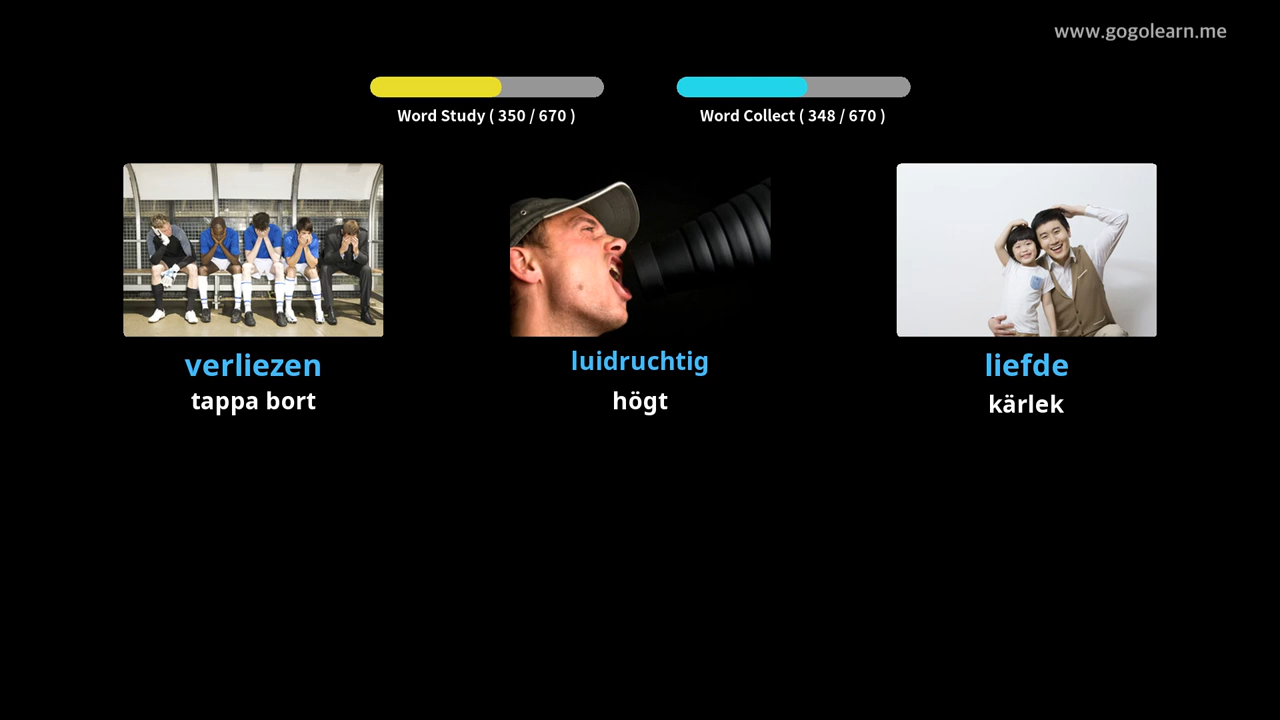 www.gogolearn.me
Word Study ( 350 / 670 )
Word Collect ( 348 / 670 )
verliezen
tappa bort
luidruchtig
högt
liefde
kärlek